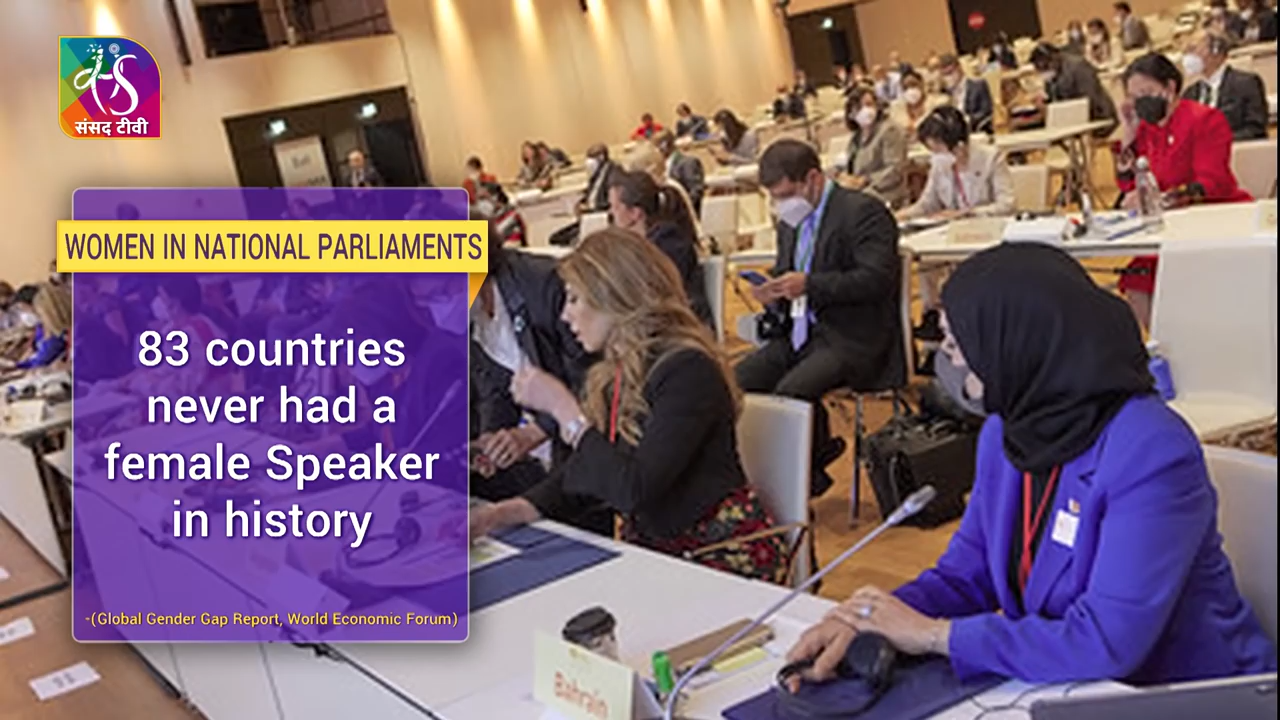 संसद टीवी
WOMEN IN NATIONAL PARLIAMENTS
83 countries
never had a
female Speaker
in history
-(Global Gender Gap Report, World Economic Forum)
Bahrain